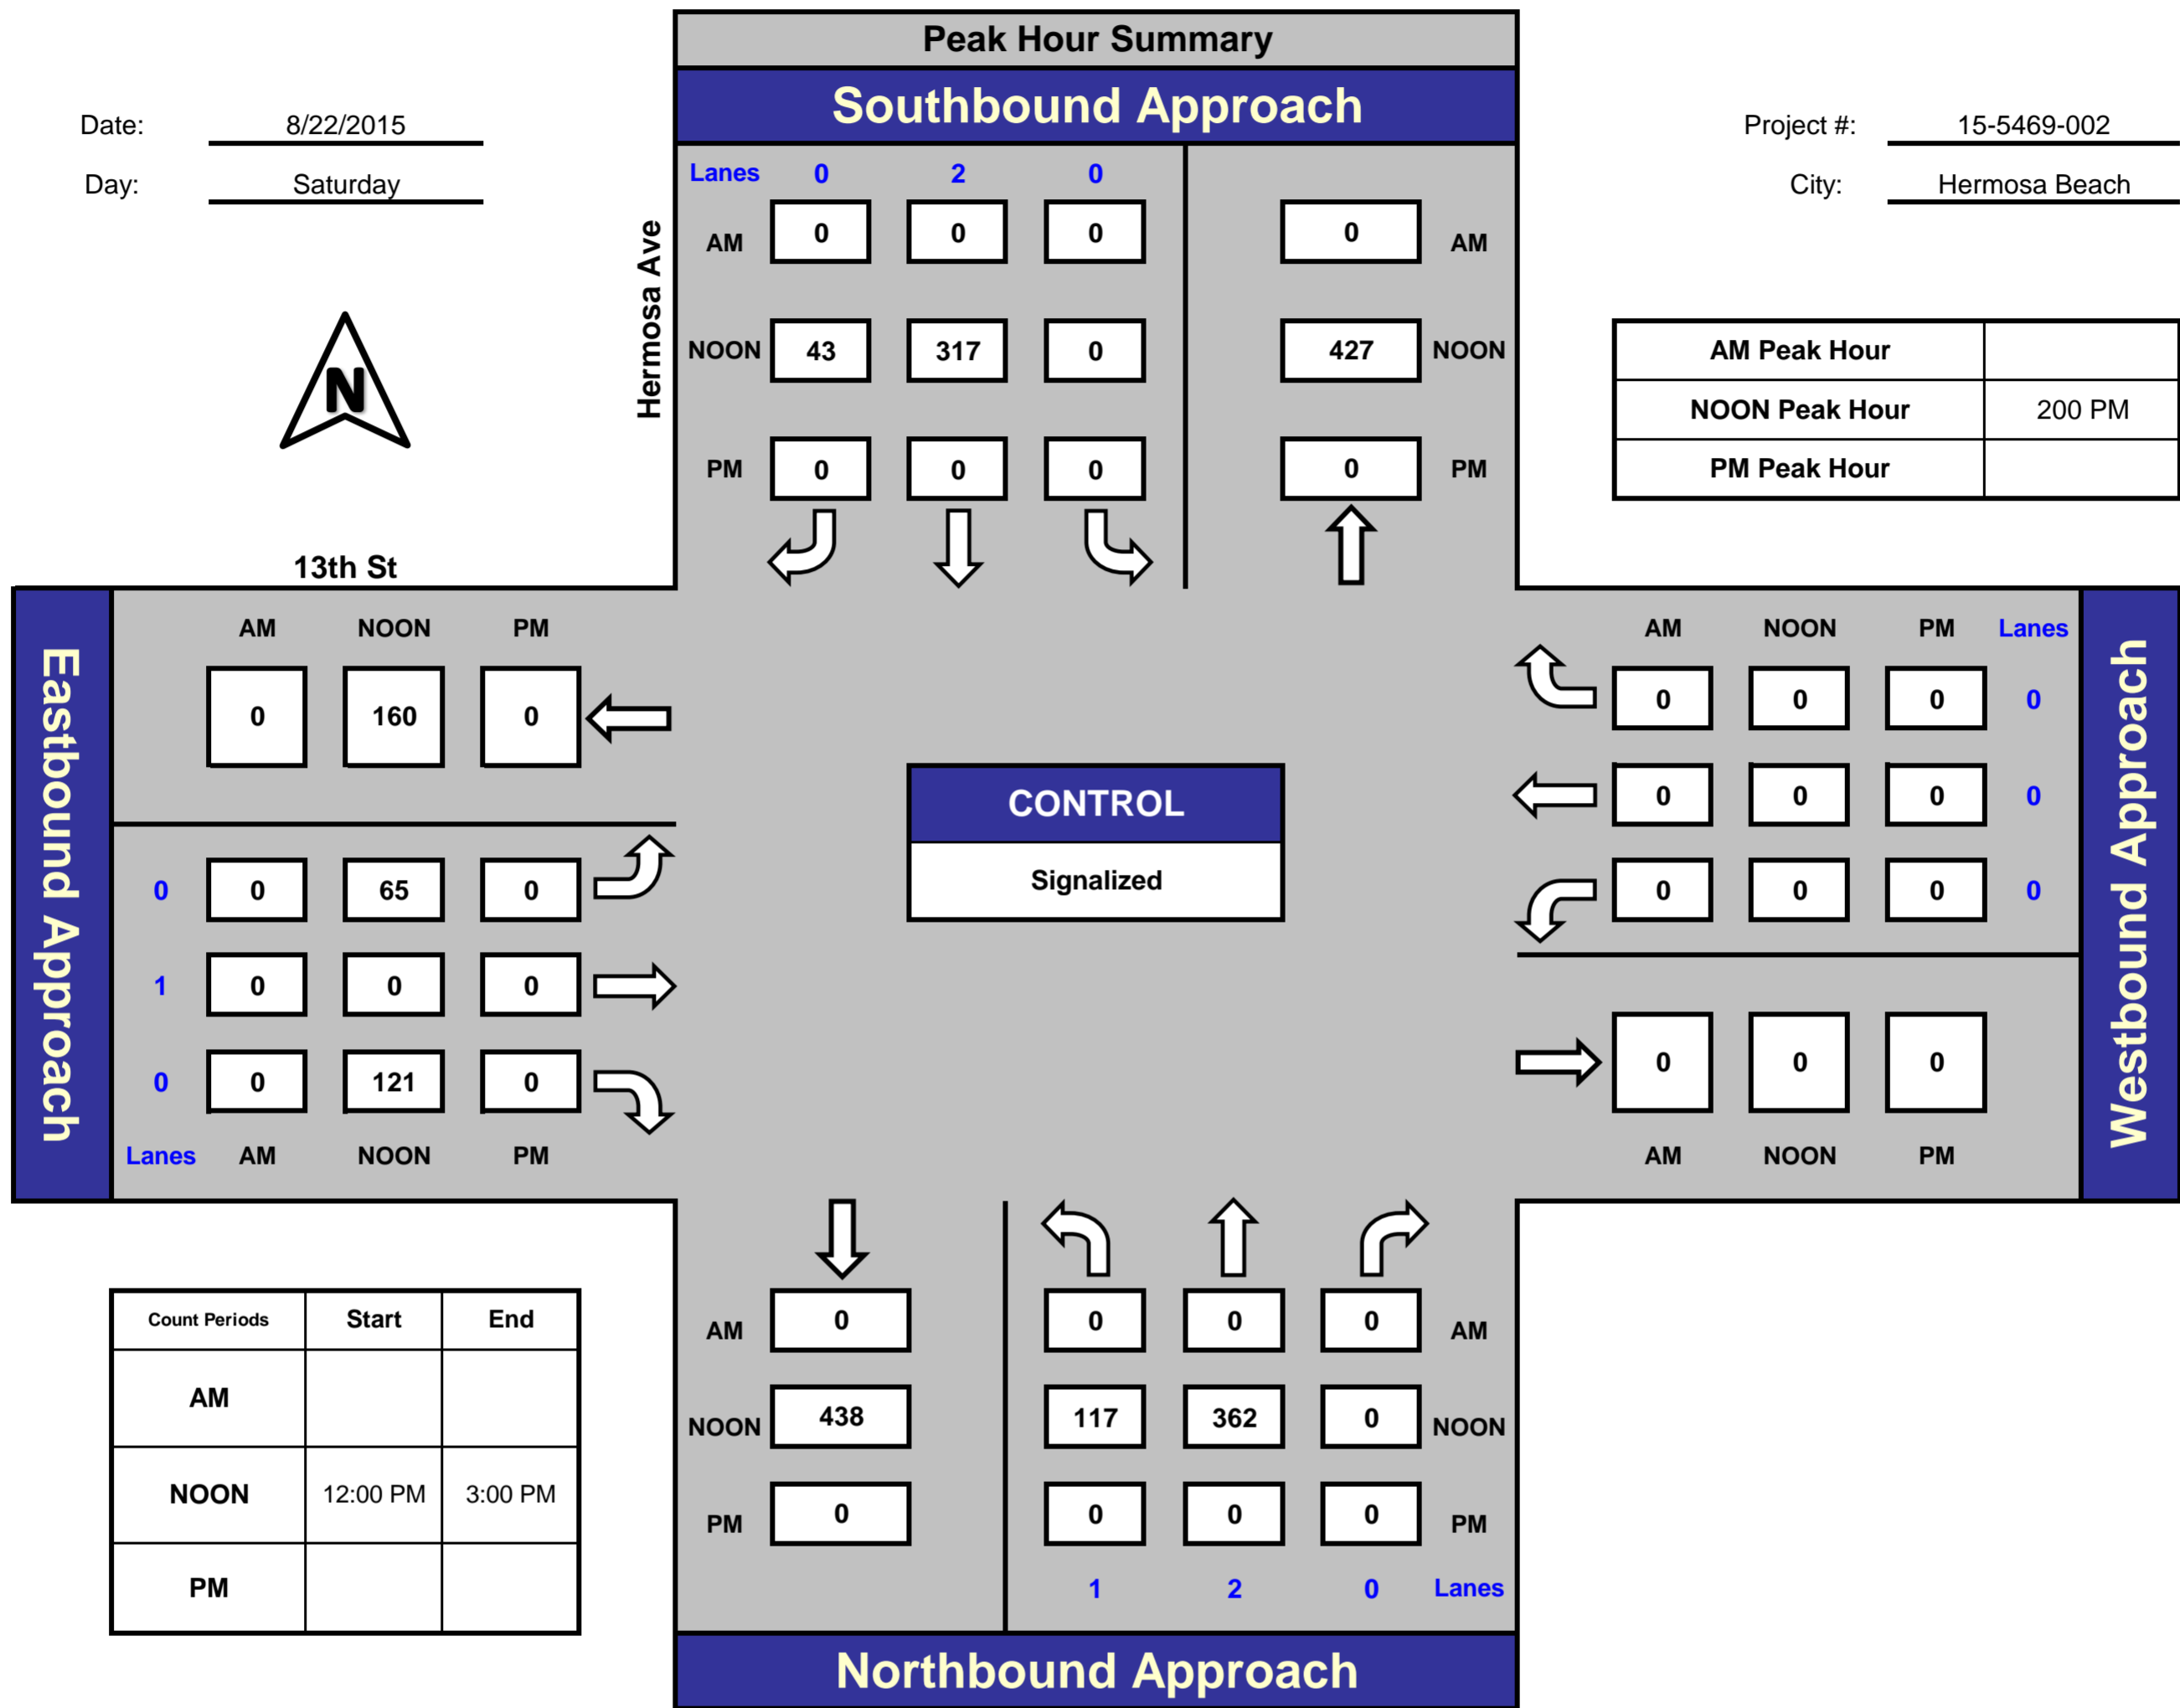 Peak Hour Summary
Southbound Approach
Date: 8/22/2015
Project #: 15-5469-002
Day: Saturday
City: Hermosa Beach
Hermosa Ave
Lanes 0 2 0
AM 0 0 0 0 AM
NOON 43 317 0 427 NOON
PM 0 0 0 0 PM
N
AM Peak Hour
NOON Peak Hour 200 PM
PM Peak Hour
13th St
Eastbound Approach
AM NOON PM
0 160 0
0 0 65 0
1 0 0 0
0 0 121 0
Lanes AM NOON PM
CONTROL
Signalized
AM NOON PM Lanes
0 0 0 0
0 0 0 0
0 0 0 0
0 0 0
AM NOON PM
Westbound Approach
Count Periods Start End
AM
NOON 12:00 PM 3:00 PM
PM
AM 0 0 0 0 AM
NOON 438 117 362 0 NOON
PM 0 0 0 0 PM
1 2 0 Lanes
Northbound Approach